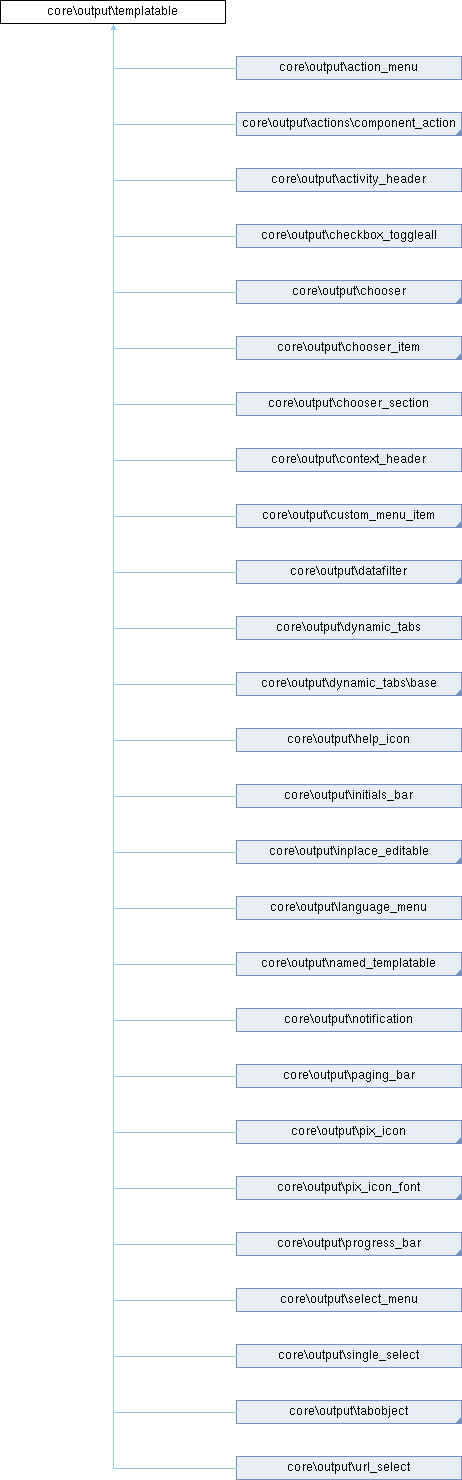 core\output\templatable
core\output\action_menu
core\output\actions\component_action
core\output\activity_header
core\output\checkbox_toggleall
core\output\chooser
core\output\chooser_item
core\output\chooser_section
core\output\context_header
core\output\custom_menu_item
core\output\datafilter
core\output\dynamic_tabs
core\output\dynamic_tabs\base
core\output\help_icon
core\output\initials_bar
core\output\inplace_editable
core\output\language_menu
core\output\named_templatable
core\output\notification
core\output\paging_bar
core\output\pix_icon
core\output\pix_icon_font
core\output\progress_bar
core\output\select_menu
core\output\single_select
core\output\tabobject
core\output\url_select